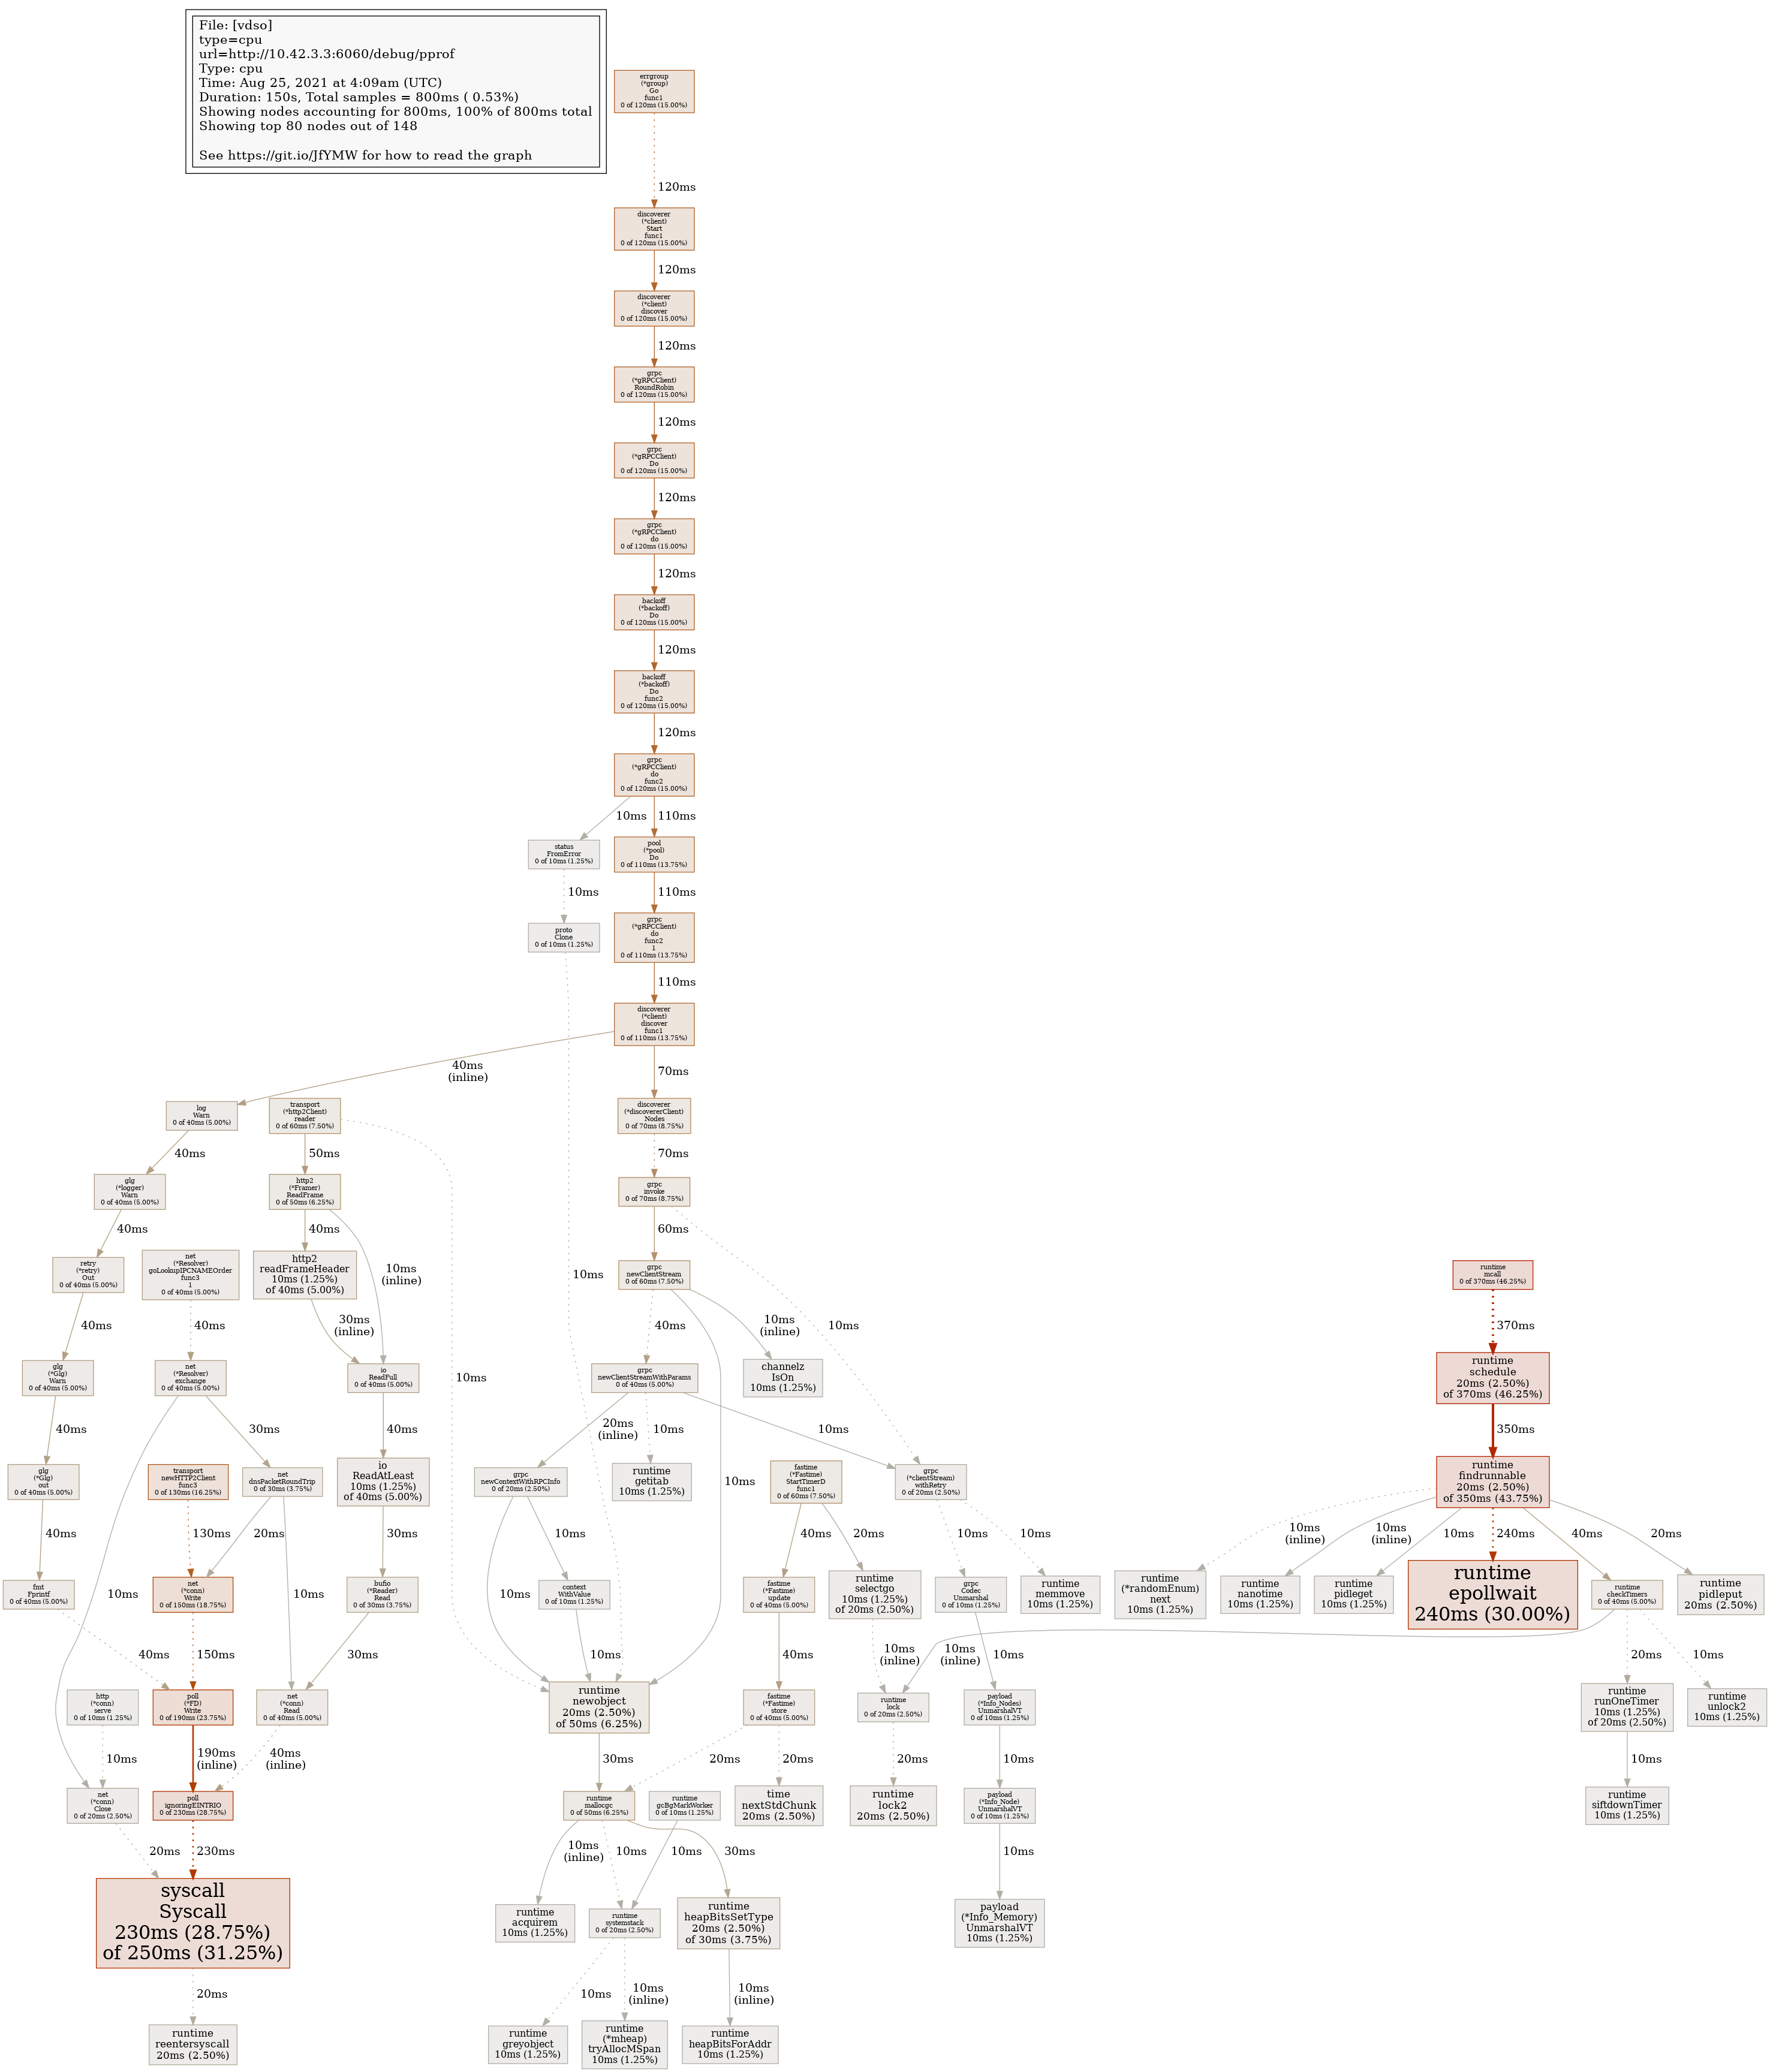 File: [vdso]
type=cpu
url=http://10.42.3.3:6060/debug/pprof
Type: cpu
Time: Aug 25, 2021 at 4:09am (UTC)
Duration: 150s, Total samples = 800ms ( 0.53%)
Showing nodes accounting for 800ms, 100% of 800ms total
Showing top 80 nodes out of 148
See https://git.io/JfYMW for how to read the graph
errgroup
(*group)
Go
func1
0 of 120ms (15.00%)
120ms
discoverer
(*client)
Start
func1
0 of 120ms (15.00%)
120ms
discoverer
(*client)
discover
0 of 120ms (15.00%)
120ms
grpc
(*gRPCClient)
RoundRobin
0 of 120ms (15.00%)
120ms
grpc
(*gRPCClient)
Do
0 of 120ms (15.00%)
120ms
grpc
(*gRPCClient)
do
0 of 120ms (15.00%)
120ms
backoff
(*backoff)
Do
0 of 120ms (15.00%)
120ms
backoff
(*backoff)
Do
func2
0 of 120ms (15.00%)
120ms
grpc
(*gRPCClient)
do
func2
0 of 120ms (15.00%)
10ms
110ms
status
FromError
0 of 10ms (1.25%)
pool
(*pool)
Do
0 of 110ms (13.75%)
10ms
110ms
proto
Clone
0 of 10ms (1.25%)
grpc
(*gRPCClient)
do
func2
1
0 of 110ms (13.75%)
110ms
discoverer
(*client)
discover
func1
0 of 110ms (13.75%)
40ms
(inline)
70ms
log
Warn
0 of 40ms (5.00%)
transport
(*http2Client)
reader
0 of 60ms (7.50%)
discoverer
(*discovererClient)
Nodes
0 of 70ms (8.75%)
40ms
50ms
70ms
glg
(*logger)
Warn
0 of 40ms (5.00%)
http2
(*Framer)
ReadFrame
0 of 50ms (6.25%)
grpc
invoke
0 of 70ms (8.75%)
40ms
40ms
60ms
retry
(*retry)
Out
0 of 40ms (5.00%)
net
(*Resolver)
goLookupIPCNAMEOrder
func3
1
0 of 40ms (5.00%)
http2
readFrameHeader
10ms (1.25%)
of 40ms (5.00%)
10ms
(inline)
10ms
grpc
newClientStream
0 of 60ms (7.50%)
runtime
mcall
0 of 370ms (46.25%)
40ms
40ms
30ms
(inline)
40ms
10ms
(inline)
10ms
370ms
glg
(*Glg)
Warn
0 of 40ms (5.00%)
net
(*Resolver)
exchange
0 of 40ms (5.00%)
io
ReadFull
0 of 40ms (5.00%)
10ms
grpc
newClientStreamWithParams
0 of 40ms (5.00%)
channelz
IsOn
10ms (1.25%)
runtime
schedule
20ms (2.50%)
of 370ms (46.25%)
40ms
30ms
40ms
20ms
(inline)
10ms
10ms
350ms
glg
(*Glg)
out
0 of 40ms (5.00%)
transport
newHTTP2Client
func3
0 of 130ms (16.25%)
net
dnsPacketRoundTrip
0 of 30ms (3.75%)
io
ReadAtLeast
10ms (1.25%)
of 40ms (5.00%)
grpc
newContextWithRPCInfo
0 of 20ms (2.50%)
runtime
getitab
10ms (1.25%)
10ms
fastime
(*Fastime)
StartTimerD
func1
0 of 60ms (7.50%)
grpc
(*clientStream)
withRetry
0 of 20ms (2.50%)
runtime
findrunnable
20ms (2.50%)
of 350ms (43.75%)
40ms
130ms
20ms
30ms
10ms
40ms
20ms
10ms
10ms
10ms
(inline)
10ms
(inline)
10ms
240ms
40ms
20ms
fmt
Fprintf
0 of 40ms (5.00%)
10ms
net
(*conn)
Write
0 of 150ms (18.75%)
10ms
bufio
(*Reader)
Read
0 of 30ms (3.75%)
10ms
context
WithValue
0 of 10ms (1.25%)
fastime
(*Fastime)
update
0 of 40ms (5.00%)
runtime
selectgo
10ms (1.25%)
of 20ms (2.50%)
grpc
Codec
Unmarshal
0 of 10ms (1.25%)
runtime
memmove
10ms (1.25%)
runtime
(*randomEnum)
next
10ms (1.25%)
runtime
nanotime
10ms (1.25%)
runtime
pidleget
10ms (1.25%)
runtime
epollwait
240ms (30.00%)
runtime
checkTimers
0 of 40ms (5.00%)
runtime
pidleput
20ms (2.50%)
40ms
150ms
30ms
10ms
40ms
10ms
(inline)
10ms
(inline)
10ms
20ms
10ms
http
(*conn)
serve
0 of 10ms (1.25%)
poll
(*FD)
Write
0 of 190ms (23.75%)
net
(*conn)
Read
0 of 40ms (5.00%)
runtime
newobject
20ms (2.50%)
of 50ms (6.25%)
fastime
(*Fastime)
store
0 of 40ms (5.00%)
runtime
lock
0 of 20ms (2.50%)
payload
(*Info_Nodes)
UnmarshalVT
0 of 10ms (1.25%)
runtime
runOneTimer
10ms (1.25%)
of 20ms (2.50%)
runtime
unlock2
10ms (1.25%)
10ms
190ms
(inline)
40ms
(inline)
30ms
20ms
20ms
20ms
10ms
10ms
net
(*conn)
Close
0 of 20ms (2.50%)
poll
ignoringEINTRIO
0 of 230ms (28.75%)
runtime
mallocgc
0 of 50ms (6.25%)
runtime
gcBgMarkWorker
0 of 10ms (1.25%)
time
nextStdChunk
20ms (2.50%)
runtime
lock2
20ms (2.50%)
payload
(*Info_Node)
UnmarshalVT
0 of 10ms (1.25%)
runtime
siftdownTimer
10ms (1.25%)
20ms
230ms
10ms
(inline)
10ms
10ms
30ms
10ms
syscall
Syscall
230ms (28.75%)
of 250ms (31.25%)
runtime
acquirem
10ms (1.25%)
runtime
systemstack
0 of 20ms (2.50%)
runtime
heapBitsSetType
20ms (2.50%)
of 30ms (3.75%)
payload
(*Info_Memory)
UnmarshalVT
10ms (1.25%)
20ms
10ms
10ms
(inline)
10ms
(inline)
runtime
reentersyscall
20ms (2.50%)
runtime
greyobject
10ms (1.25%)
runtime
(*mheap)
tryAllocMSpan
10ms (1.25%)
runtime
heapBitsForAddr
10ms (1.25%)